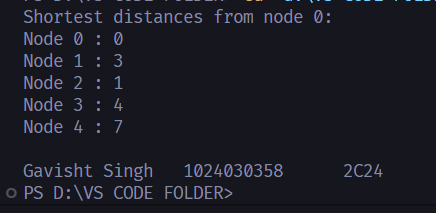 Shortest distances from node 0:
Node 0 : 0
Node 1 : 3
Node 2 : 1
Node 3 : 4
Node 4 : 7
Gavisht Singh   1024030358      2C24
PS D:\VS CODE FOLDER>